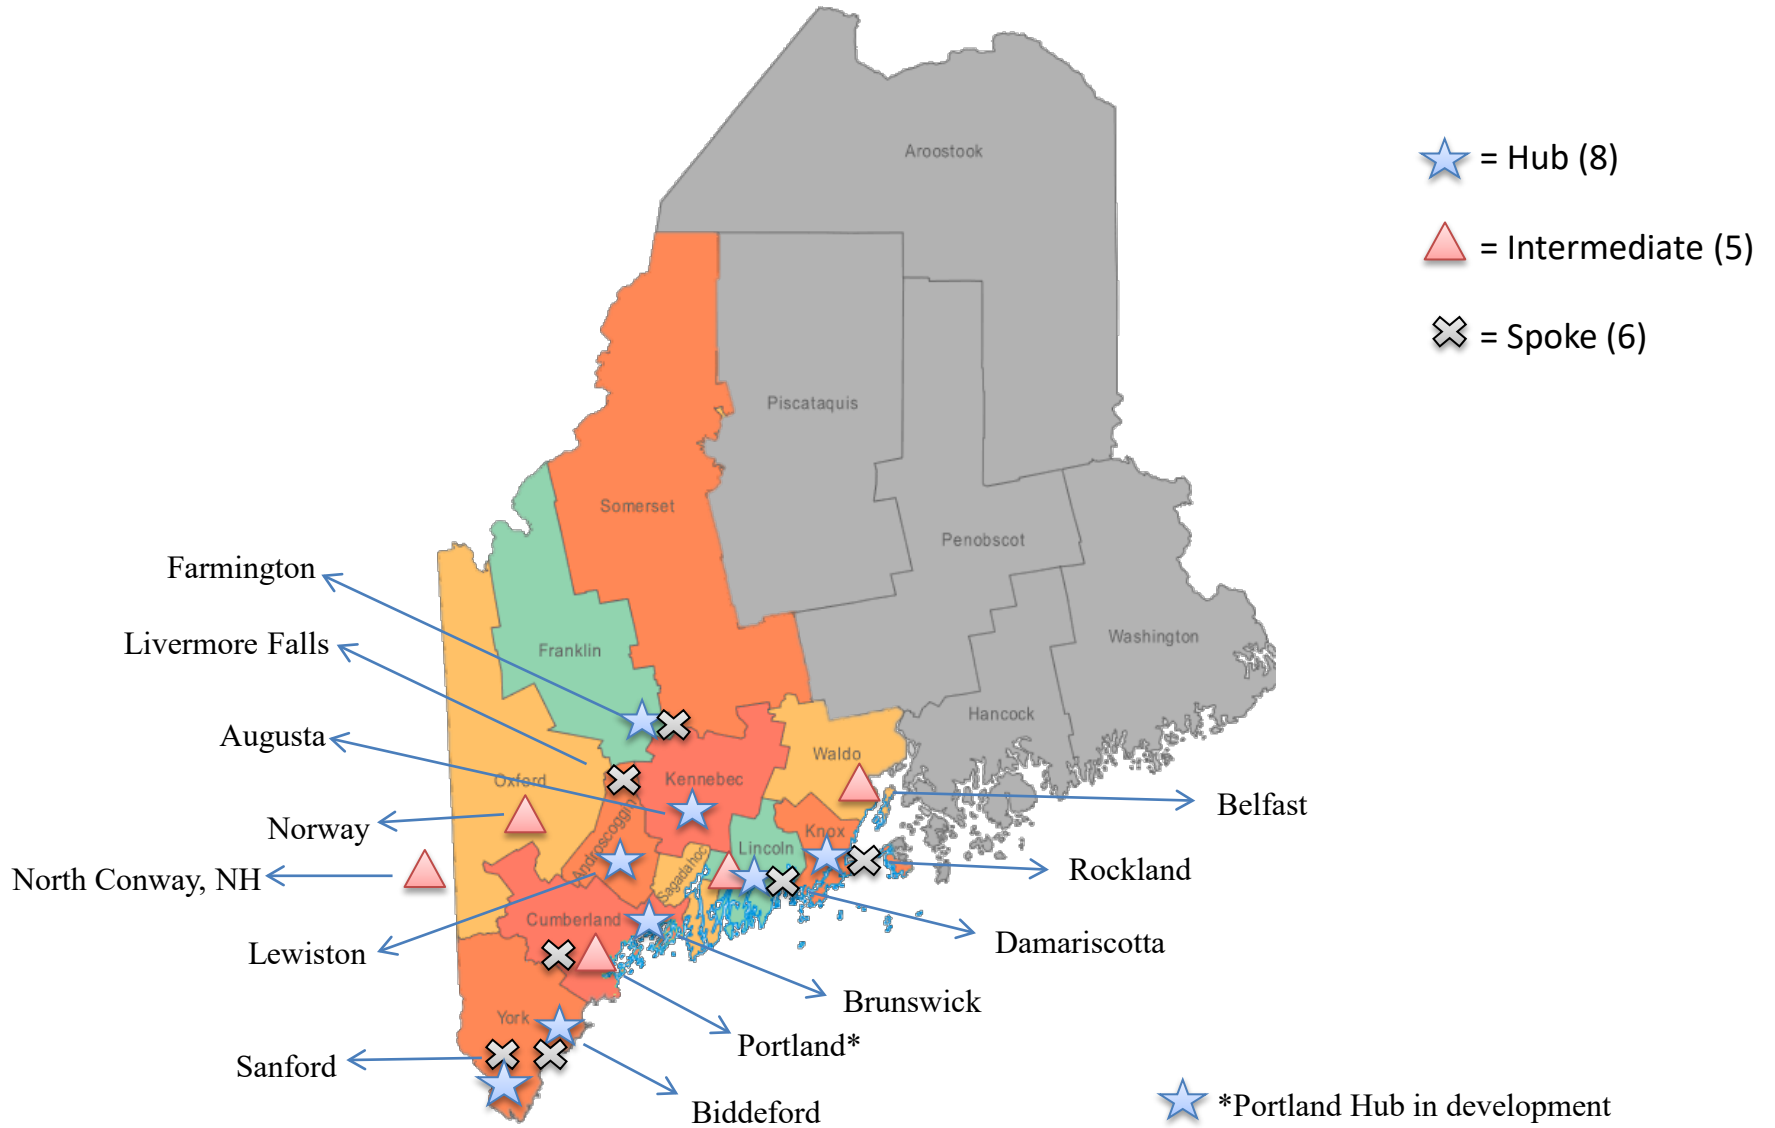 Aroostook
= Hub (8)
= Intermediate (5)
= Spoke (6)
Piscataquis
Somerset
Penobscot
Farmington
Livermore Falls
Franklin
Washington
Augusta
Hancock
Waldo
Oxford
Kennebec
Belfast
Norway
Androscoggin
Knox
Lincoln
Sagadahoc
North Conway, NH
Rockland
Cumberland
Lewiston
Damariscotta
Brunswick
York
Portland*
Sanford
Biddeford
*Portland Hub in development